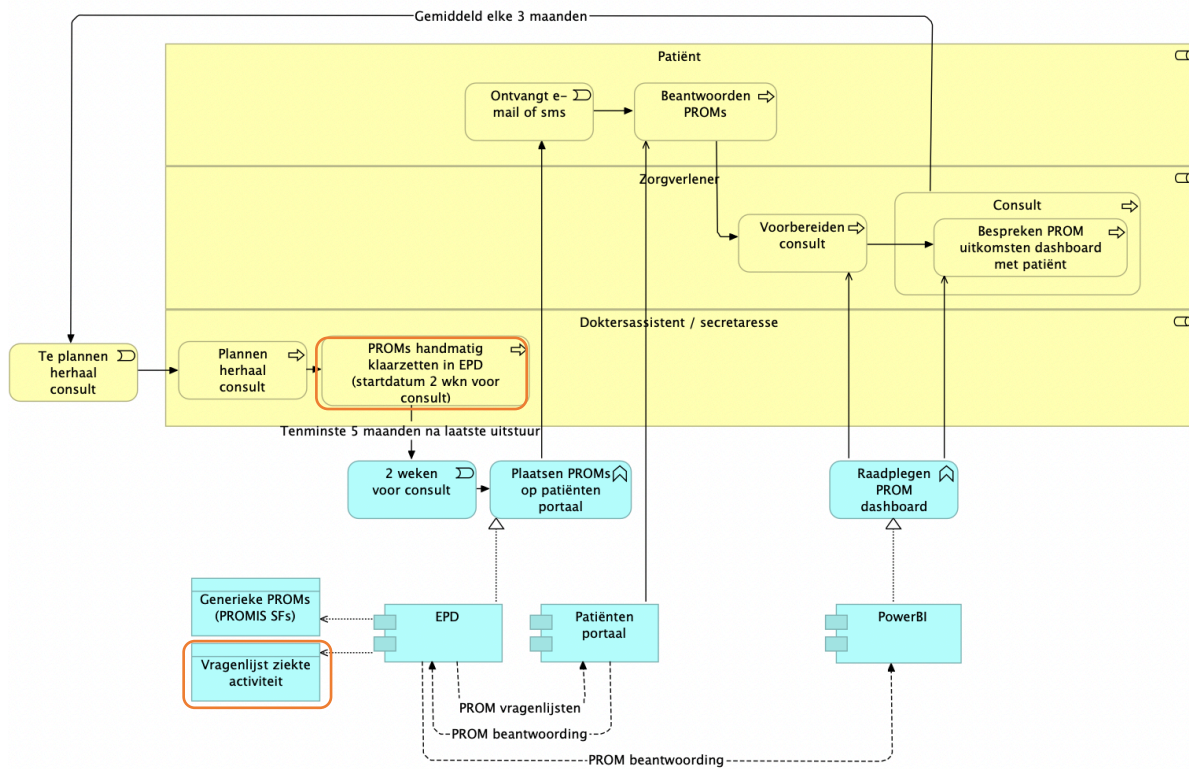 Gemiddeld elke 3 maanden
Patiënt
Ontvangt e-
mail of sms
Beantwoorden
PROMs
Zorgverlener
Consult
Voorbereiden
consult
Bespreken PROM
uitkomsten dashboard
met patiënt
Doktersassistent / secretaresse
Te plannen
herhaal
consult
Plannen
herhaal
consult
PROMs handmatig
klaarzetten in EPD
(startdatum 2 wkn voor
consult)
Tenminste 5 maanden na laatste uitstuur
2 weken
voor consult
Plaatsen PROMs
op patiënten
portaal
Raadplegen
PROM
dashboard
Generieke PROMs
(PROMIS SFs)
Vragenlijst ziekte
activiteit
EPD
Patiënten
portaal
PowerBI
PROM vragenlijsten
PROM beantwoording
PROM beantwoording